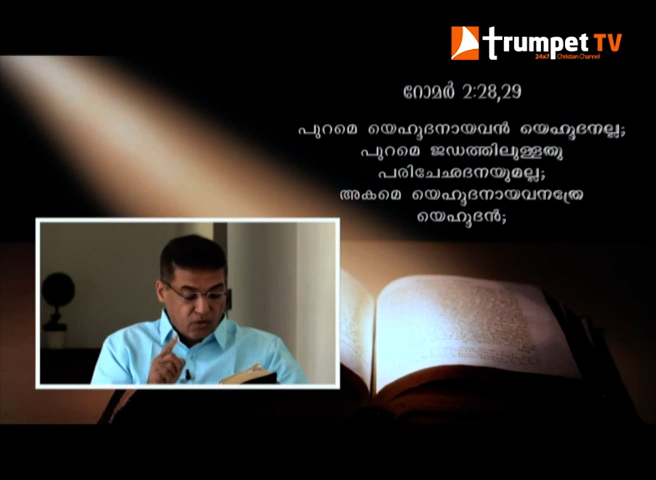 trumpet TV
24x7 Christian Channel
റോമർ 2:28,29
പുറമെ യെഹൂദനായവൻ യെഹൂദനല്ല;
പുറമെ ജഡത്തിലുള്ളതു
പരിചേഛദനയുമല്ല;
അകമെ യെഹൂദനായവനത്രേ
യെഹൂദൻ;